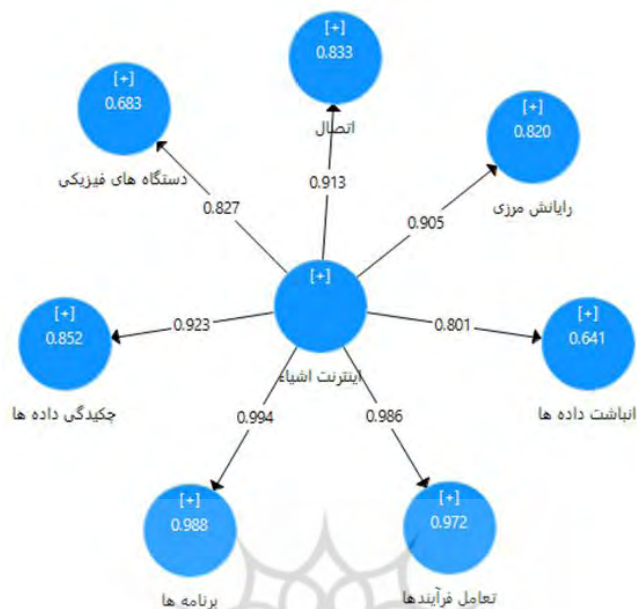 [+]
0.833
اتصال
[+]
0.683
دستگاه های فیزیکی
[+]
0.820
رایانش مرزی
0.913
0.827
0.905
[+]
اینترنت اشیاء
[+]
0.852
چکیدگی داده ها
0.923
0.801
[+]
0.641
انباشت داده ها
0.994
0.986
[+]
0.988
برنامه ها
[+]
0.972
تعامل فرآیندها